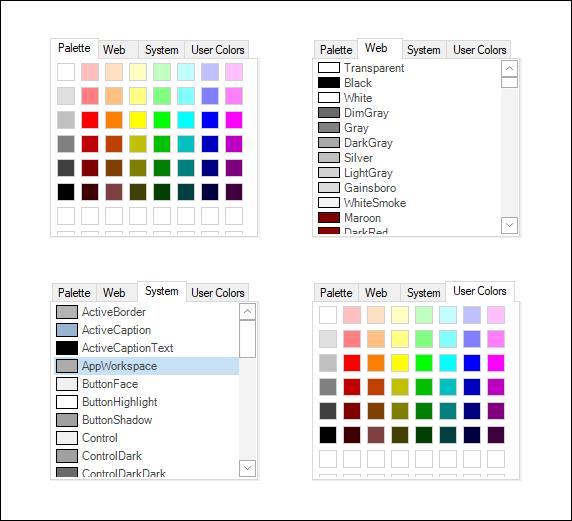 Palette Web System User Colors
Palette Web System User Colors
Transparent
Black
White
DimGray
Gray
DarkGray
Silver
LightGray
Gainsboro
WhiteSmoke
Maroon
DarkRed
Palette Web System User Colors
ActiveBorder
ActiveCaption
ActiveCaptionText
AppWorkspace
ButtonFace
ButtonHighlight
ButtonShadow
Control
ControlDark
ControlDarkDark
Palette Web System User Colors